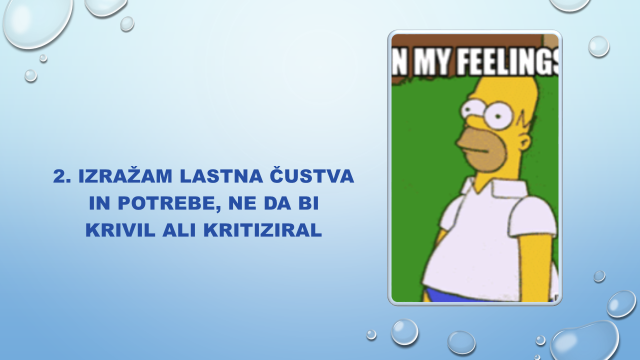 2. IZRAŽAM LASTNA ČUSTVA
IN POTREBE, NE DA BI
KRIVIL ALI KRITIZIRAL
N MY FEELINGS